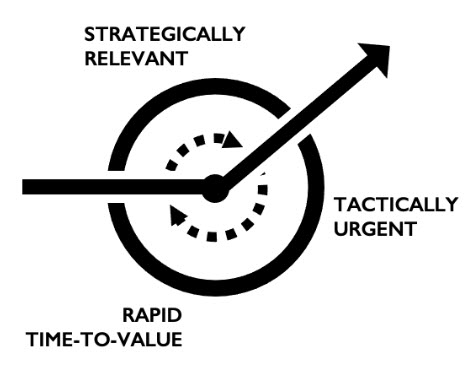 STRATEGICALLY
RELEVANT
TACTICALLY
URGENT
RAPID
TIME-TO-VALUE